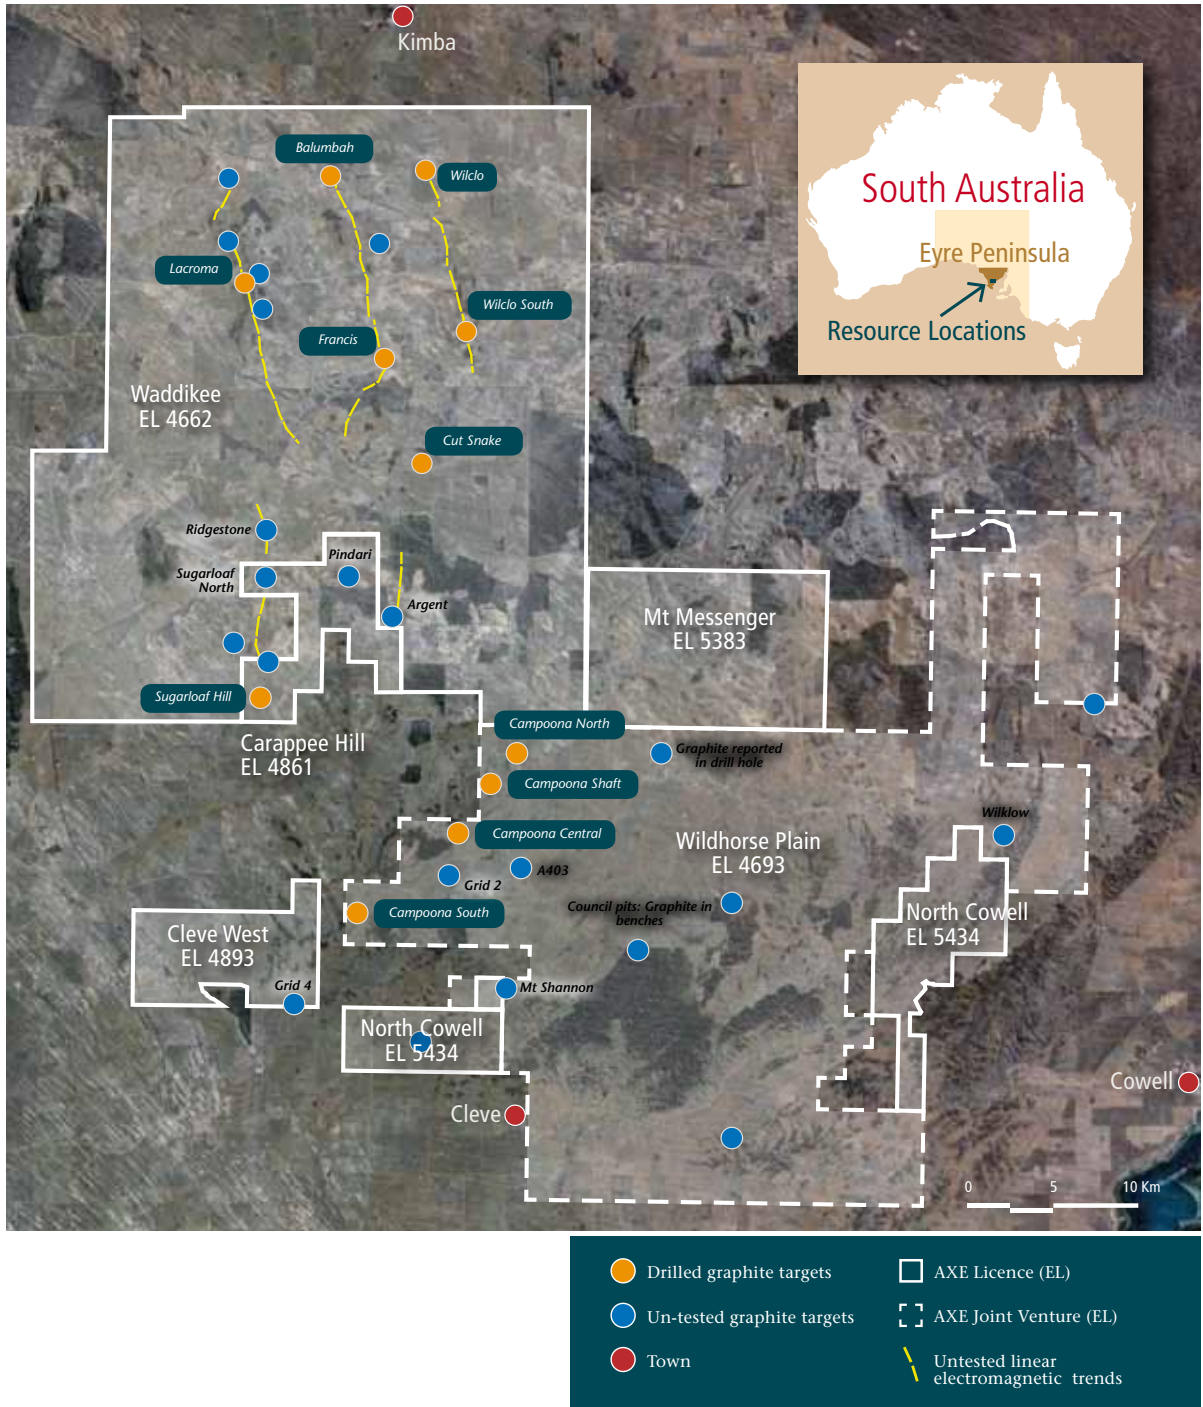 Kimba
Balumbah
Wilclo
South Australia
Eyre Peninsula
Resource Locations
Lacroma
Wilclo South
Francis
Waddikee
EL 4662
Cut Snake
Ridgestone
Pindari
Sugarloaf
North
Argent
Mt Messenger
EL 5383
Sugarloaf Hill
Campoona North
Carappee Hill
EL 4861
Graphite reported
in drill hole
Campoona Shaft
Wilklow
Campoona Central
Wildhorse Plain
EL 4693
A403
Grid 2
Campoona South
Council pits: Graphite in
benches
North Cowell
EL 5434
Cleve West
EL 4893
Grid 4
Mt Shannon
North Cowell
EL 5434
Cowell
Cleve
0 5 10 Km
Drilled graphite targets
Un-tested graphite targets
Town
AXE Licence (EL)
AXE Joint Venture (EL)
Untested linear
electromagnetic trends